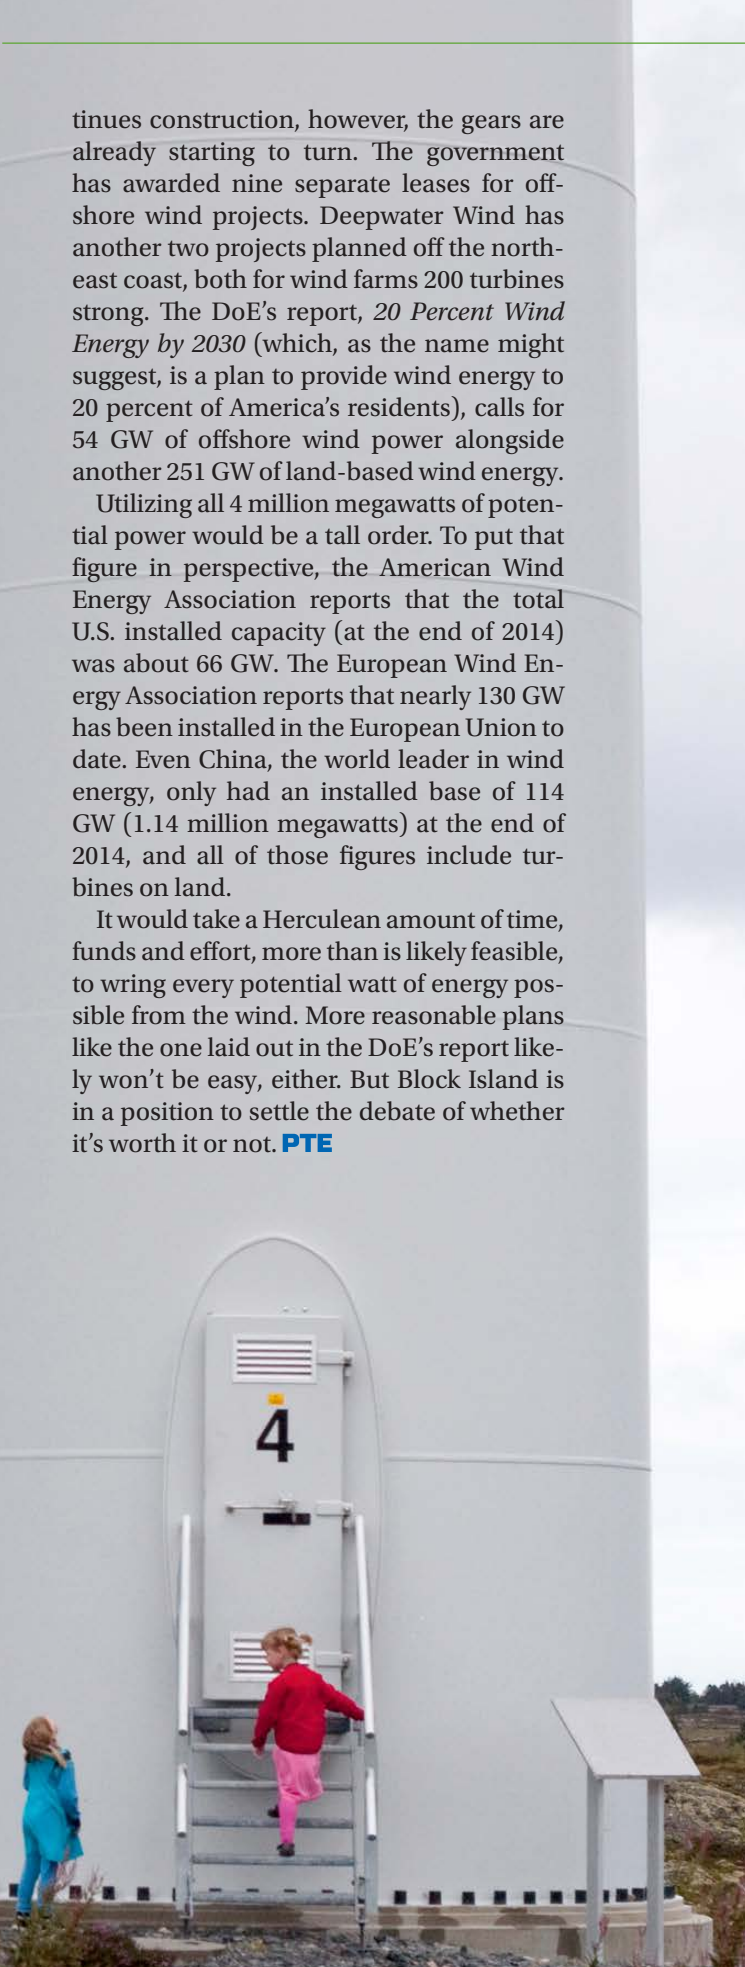 tinues construction, however, the gears are
already starting to turn. The government
has awarded nine separate leases for off-
shore wind projects. Deepwater Wind has
another two projects planned off the north-
east coast, both for wind farms 200 turbines
strong. The DoE’s report, 20 Percent Wind
Energy by 2030 (which, as the name might
suggest, is a plan to provide wind energy to
20 percent of America’s residents), calls for
54 GW of offshore wind power alongside
another 251 GW of land-based wind energy.
Utilizing all 4 million megawatts of poten-
tial power would be a tall order. To put that
figure in perspective, the American Wind
Energy Association reports that the total
U.S. installed capacity (at the end of 2014)
was about 66 GW. The European Wind En-
ergy Association reports that nearly 130 GW
has been installed in the European Union to
date. Even China, the world leader in wind
energy, only had an installed base of 114
GW (1.14 million megawatts) at the end of
2014, and all of those figures include tur-
bines on land.
It would take a Herculean amount of time,
funds and effort, more than is likely feasible,
to wring every potential watt of energy pos-
sible from the wind. More reasonable plans
like the one laid out in the DoE’s report like-
ly won’t be easy, either. But Block Island is
in a position to settle the debate of whether
it’s worth it or not. PTE
4